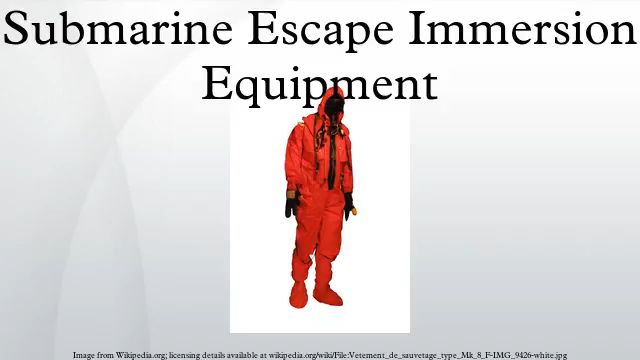 Submarine Escape Immersion
Equipment
Image from Wikipedia.org; licensing details available at wikipedia.org/wiki/File:Vetement_de_sauvetage_type_Mk_8_F-IMG_9426-white.jpg